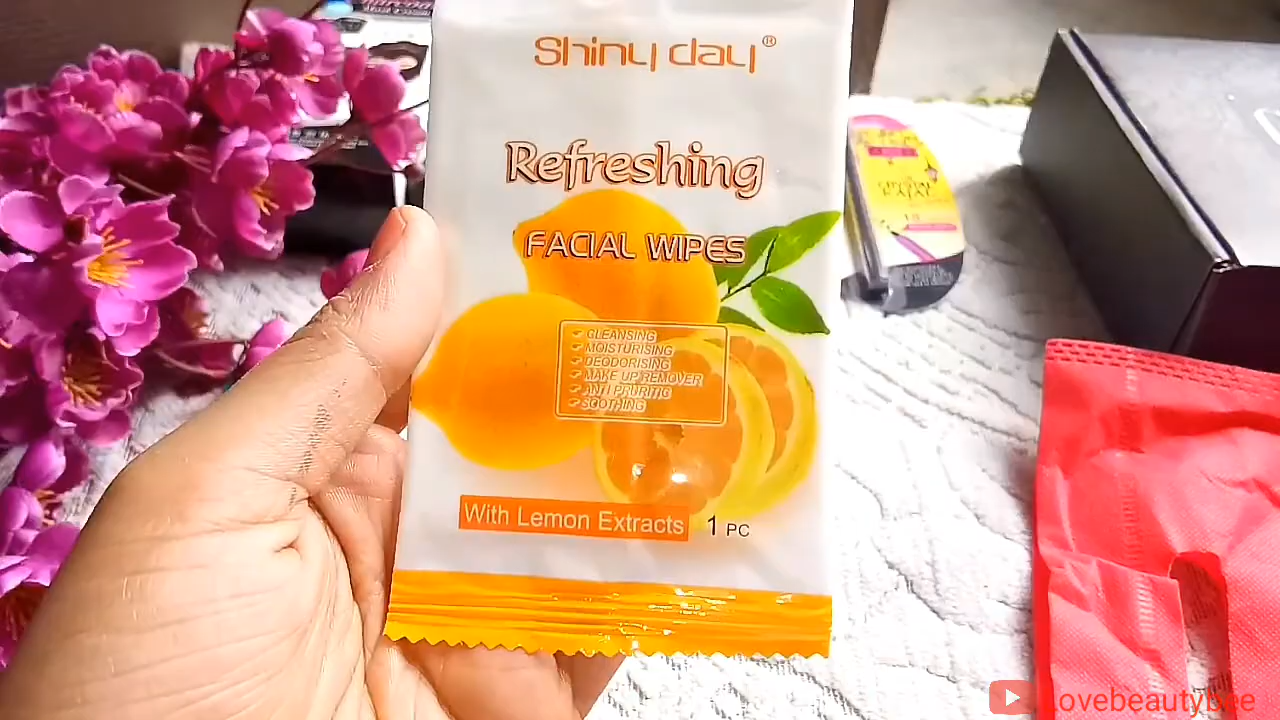 Shiny day®
Refreshing
FACIAL WIPES
CLEANSING
MOISTURISING
DEODORISING
MAKE UP REMOVER
ANTI PRNRITIC
SOOTHING
With Lemon Extracts
1 PC
lovebeautybee